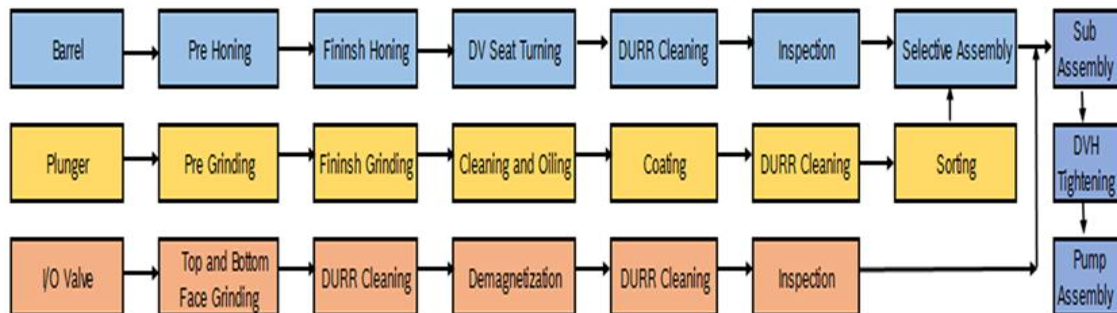 Barrel
Pre Honing
Fininsh Honing
DV Seat Turning
DURR Cleaning
Inspection
Selective Assembly
Sub
Assembly
Plunger
Pre Grinding
Fininsh Grinding
Cleaning and Oiling
Coating
DURR Cleaning
Sorting
DVH
Tightening
I/O Valve
Top and Bottom
Face Grinding
DURR Cleaning
Demagnetization
DURR Cleaning
Inspection
Pump
Assembly